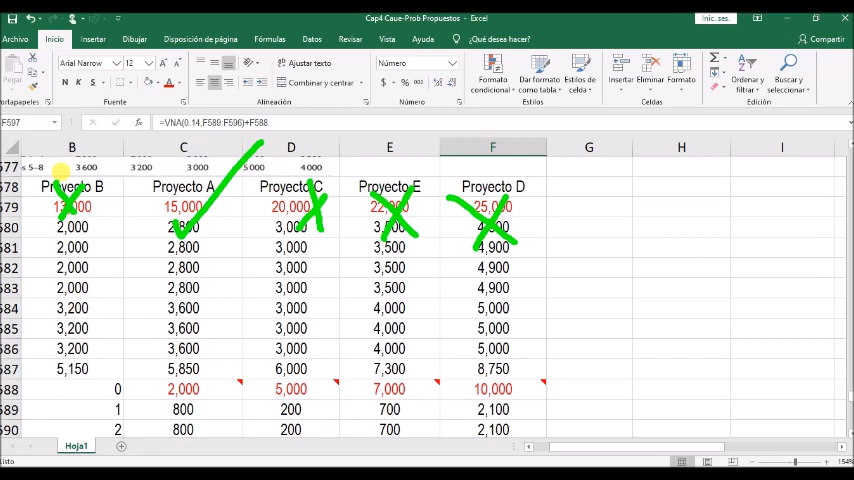 Cap4 Caue-Prob Propuestos - Excel
Inic. ses.
Archivo Inicio Insertar Dibujar Disposición de página Fórmulas Datos Revisar Vista Ayuda ¿Qué desea hacer? Compartir
Pegar Arial Narrow 12 A A Ajustar texto Número Formato Dar formato Estilos de Insertar Eliminar Formato Ordenar y Buscar y
N K S Combinar y centrar $ % 000 condicional como tabla celda filtrar seleccionar
Portapapeles Fuente Alineación Número Estilos Celdas Edición
F597 fx =VNA(0.14,F589:F596)+F588
B C D E F G H I
577 s 5-8 3 600 3 200 3 000 5 000 4 000
578 Proyecto B Proyecto A Proyecto C Proyecto E Proyecto D
579 13,000 15,000 20,000 22,000 25,000
580 2,000 2,800 3,000 3,500 4,900
581 2,000 2,800 3,000 3,500 4,900
582 2,000 2,800 3,000 3,500 4,900
583 2,000 2,800 3,000 3,500 4,900
584 3,200 3,600 3,000 4,000 5,000
585 3,200 3,600 3,000 4,000 5,000
586 3,200 3,600 3,000 4,000 5,000
587 5,150 5,850 6,000 7,300 8,750
588 0 2,000 5,000 7,000 10,000
589 1 800 200 700 2,100
590 2 800 200 700 2,100
Hoja1
Listo 154%